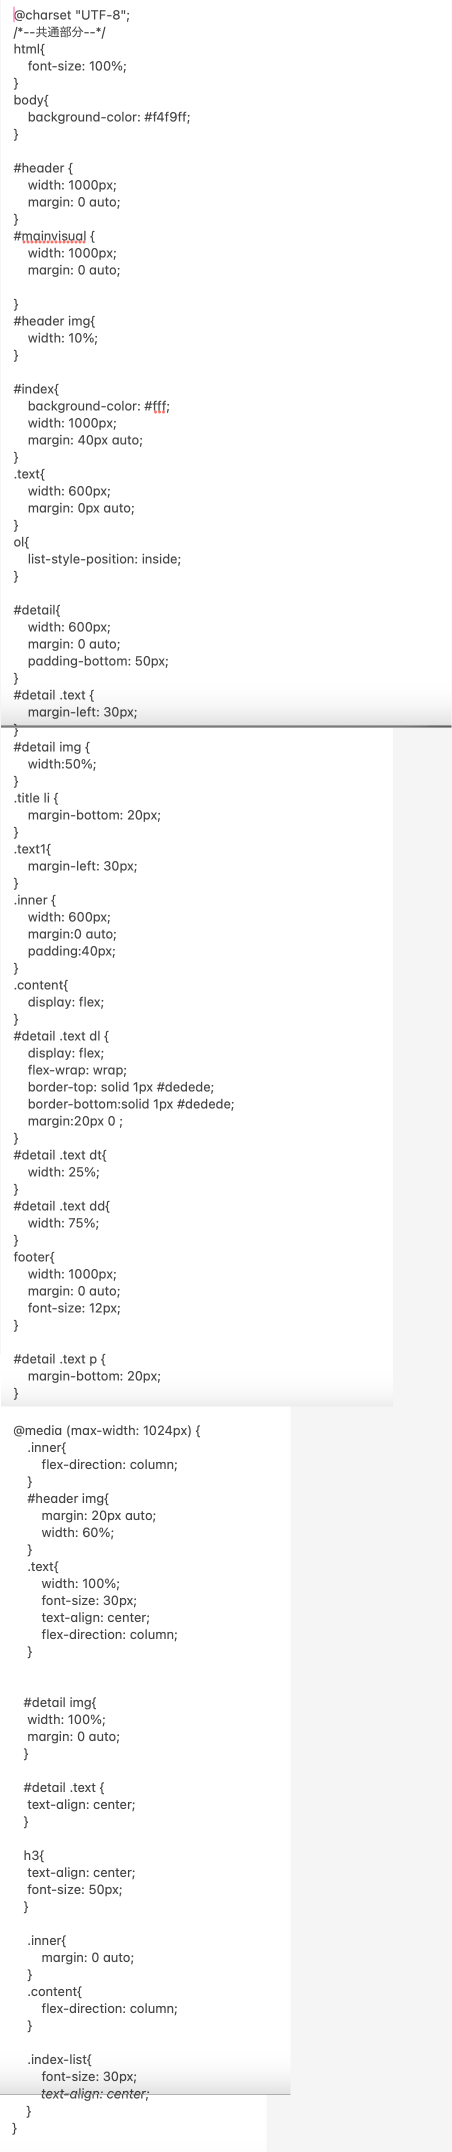 @charset "UTF-8";
/*--共通部分--*/
html{
    font-size: 100%;
}
body{
    background-color: #f4f9ff;
}

#header {
    width: 1000px;
    margin: 0 auto;
}
#mainvisual {
    width: 1000px;
    margin: 0 auto;

}
#header img{
    width: 10%;
}

#index{
    background-color: #fff;
    width: 1000px;
    margin: 40px auto;
}
.text{
    width: 600px;
    margin: 0px auto;
}
ol{
    list-style-position: inside;
}

#detail{
    width: 600px;
    margin: 0 auto;
    padding-bottom: 50px;
}
#detail .text {
    margin-left: 30px;
}
#detail img {
    width:50%;
}
.title li {
    margin-bottom: 20px;
}
.text1{
    margin-left: 30px;
}
.inner {
    width: 600px;
    margin:0 auto;
    padding:40px;
}
.content{
    display: flex;
}
#detail .text dl {
    display: flex;
    flex-wrap: wrap;
    border-top: solid 1px #dedede;
    border-bottom:solid 1px #dedede;
    margin:20px 0 ;
}
#detail .text dt{
    width: 25%;
}
#detail .text dd{
    width: 75%;
}
footer{
    width: 1000px;
    margin: 0 auto;
    font-size: 12px;
}

#detail .text p {
    margin-bottom: 20px;
}

@media (max-width: 1024px) {
    .inner{
        flex-direction: column;
    }
    #header img{
        margin: 20px auto;
        width: 60%;
    }
    .text{
        width: 100%;
        font-size: 30px;
        text-align: center;
        flex-direction: column;
    }


   #detail img{
    width: 100%;
    margin: 0 auto;
   }

   #detail .text {
    text-align: center;
   }

   h3{
    text-align: center;
    font-size: 50px;
   }

    .inner{
        margin: 0 auto;
    }
    .content{
        flex-direction: column;
    }

    .index-list{
        font-size: 30px;
        text-align: center;
    }
}